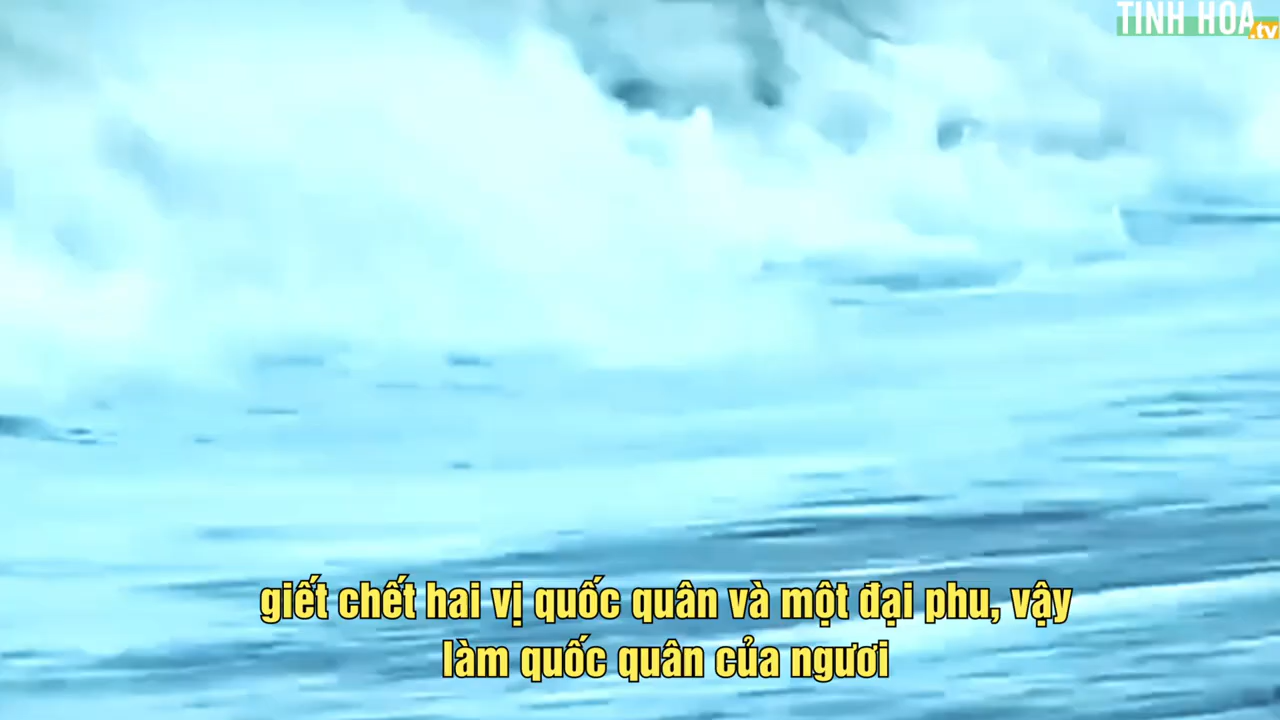 TINH HOA
.tv
giết chết hai vị quốc quân và một đại phu, vậy
làm quốc quân của ngươi